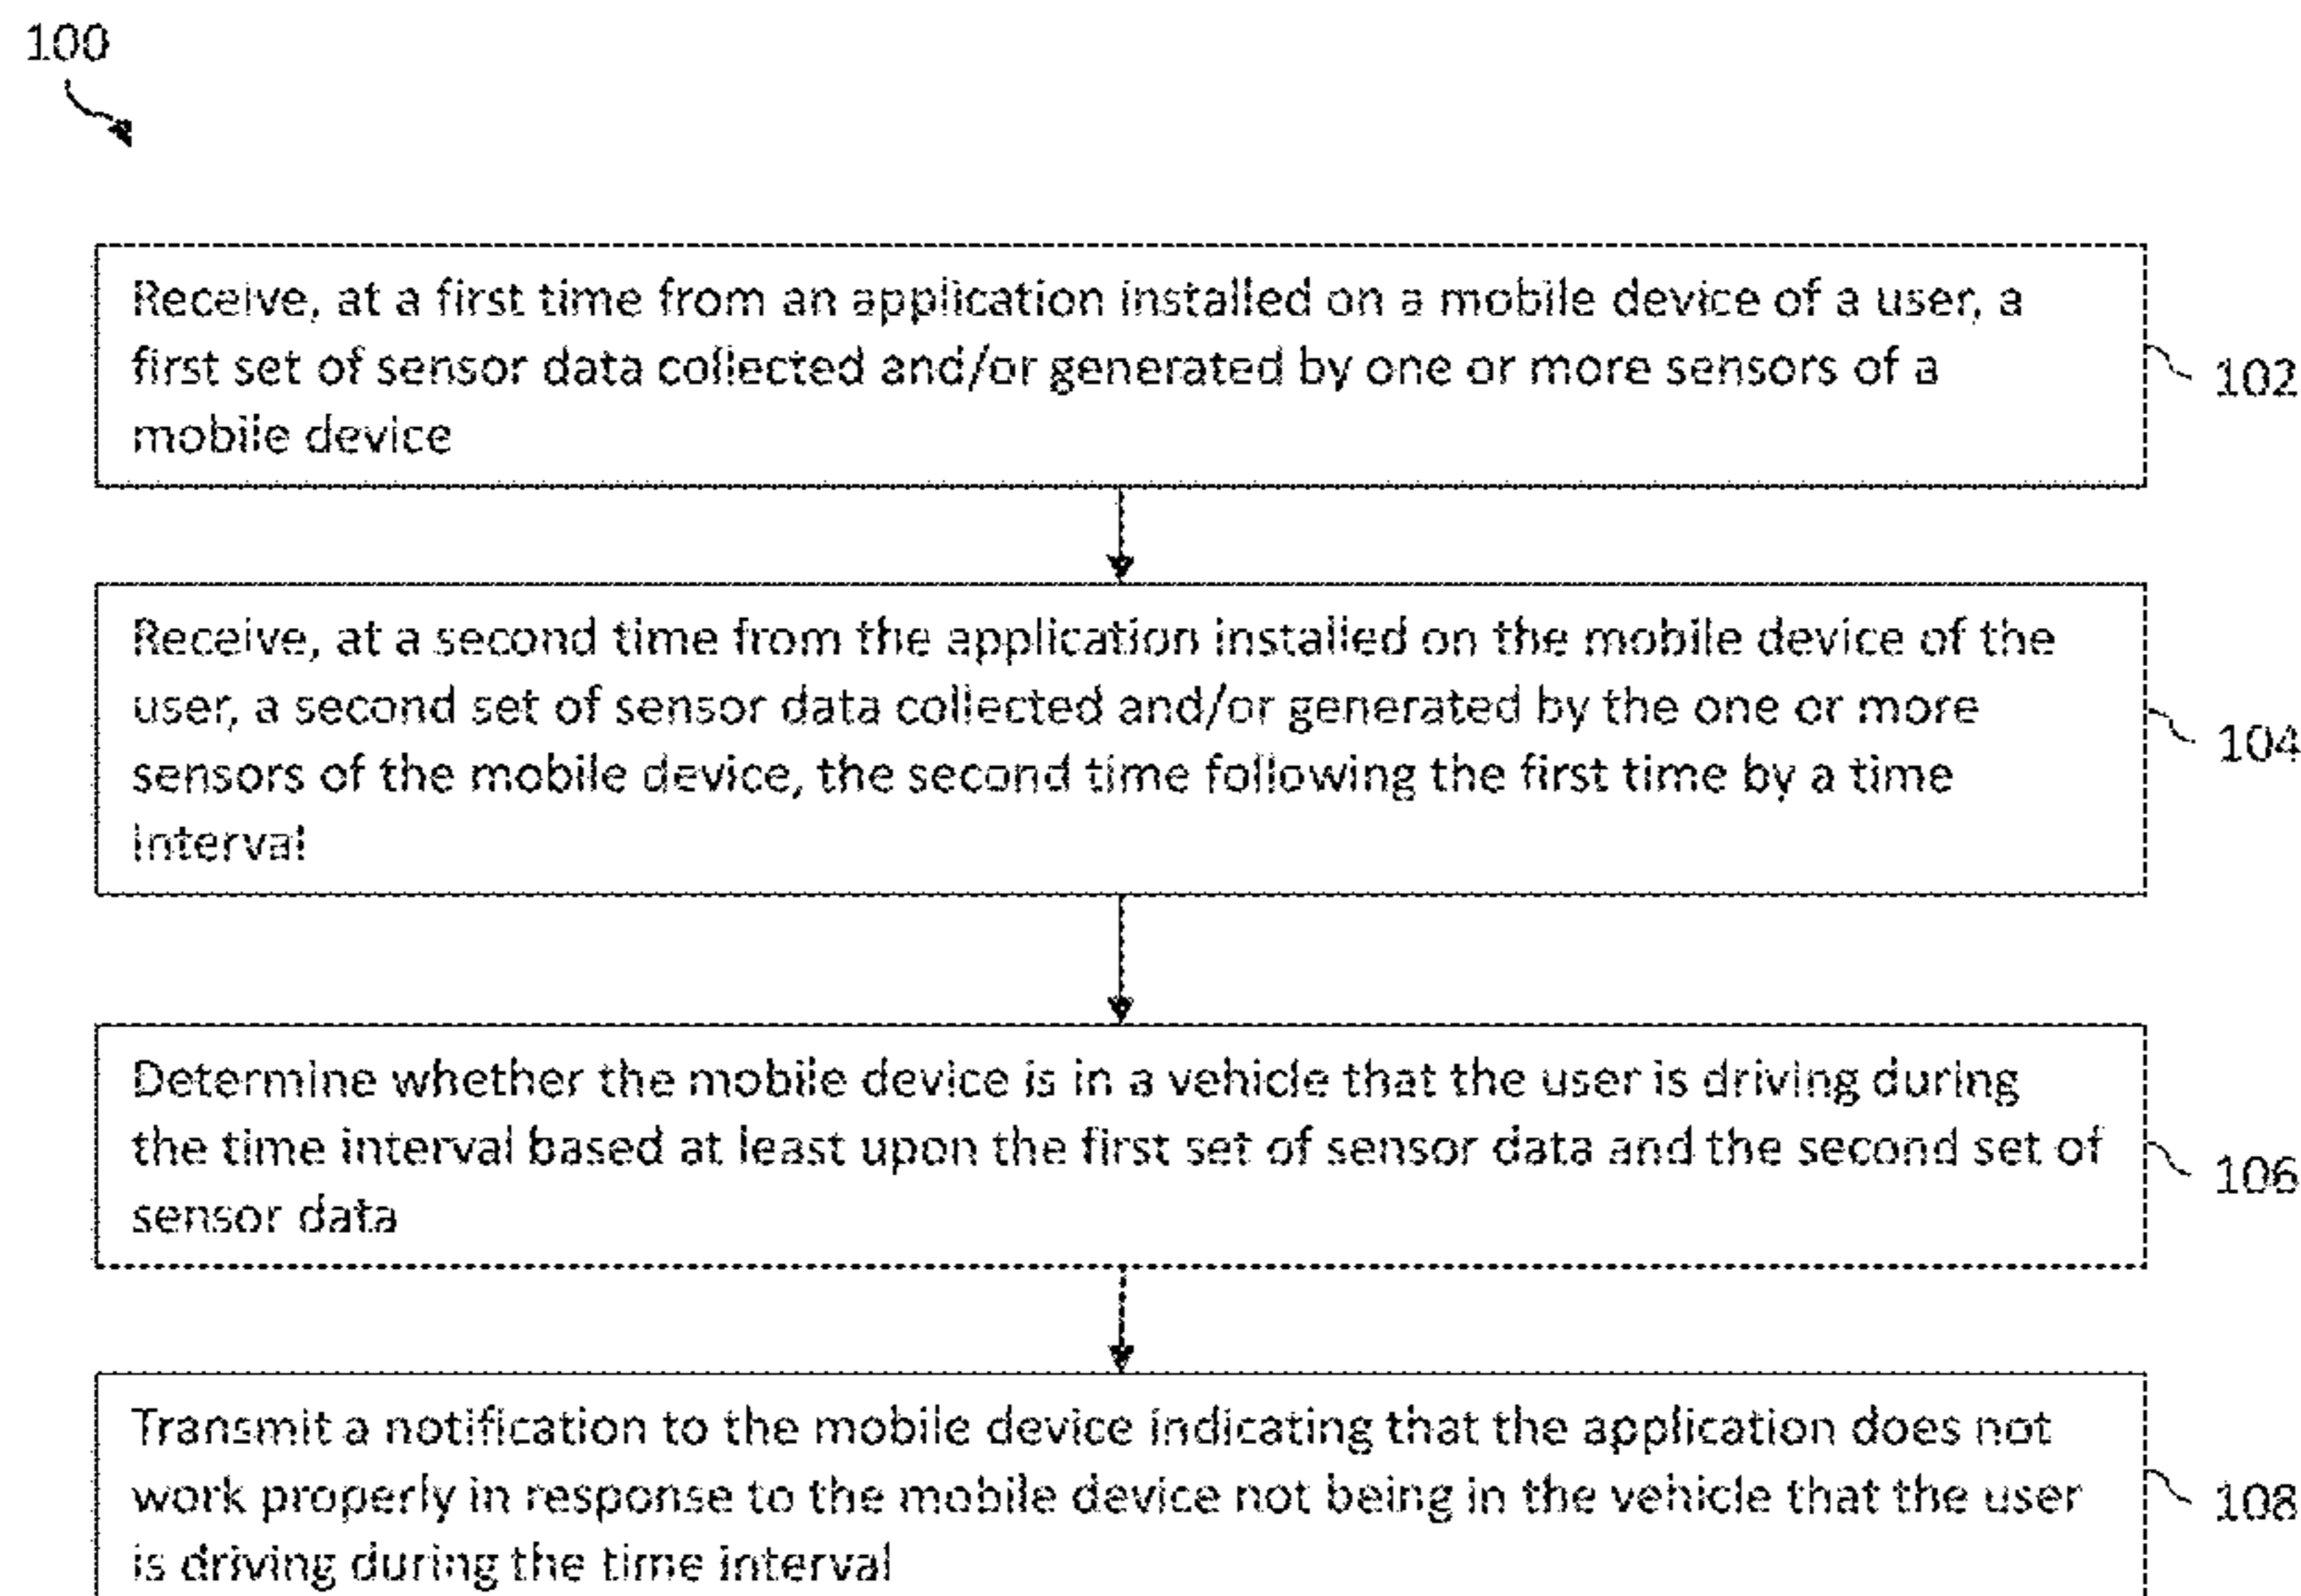 100
Receive, at a first time from an application installed on a mobile device of a user, a
first set of sensor data collected and/or generated by one or more sensors of a
mobile device
102
Receive, at a second time from the application installed on the mobile device of the
user, a second set of sensor data collected and/or generated by the one or more
sensors of the mobile device, the second time following the first time by a time
interval
104
Determine whether the mobile device is in a vehicle that the user is driving during
the time interval based at least upon the first set of sensor data and the second set of
sensor data
106
Transmit a notification to the mobile device indicating that the application does not
work properly in response to the mobile device not being in the vehicle that the user
is driving during the time interval
108